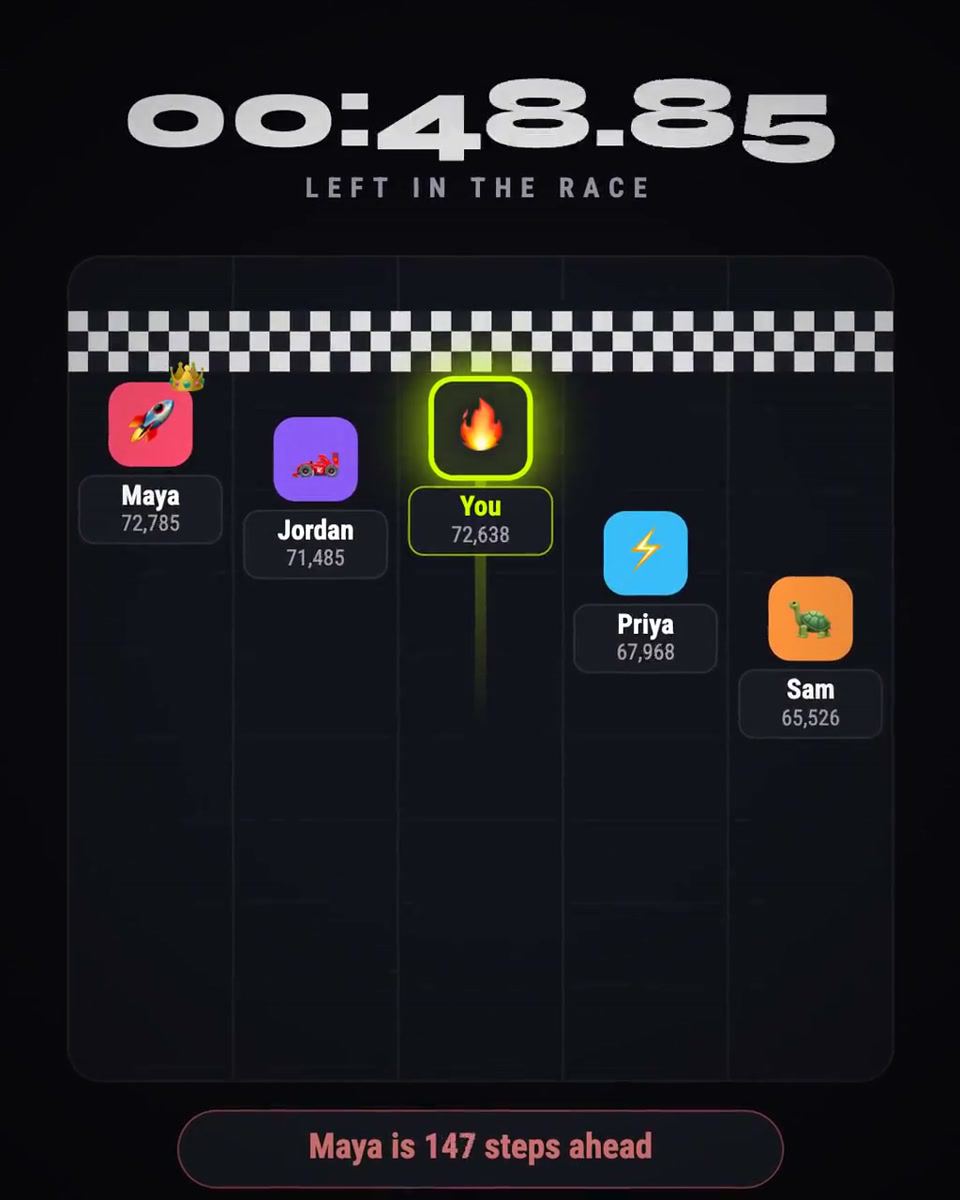 00:48.85
LEFT IN THE RACE
Maya
72,785
Jordan
71,485
You
72,638
Priya
67,968
Sam
65,526
Maya is 147 steps ahead